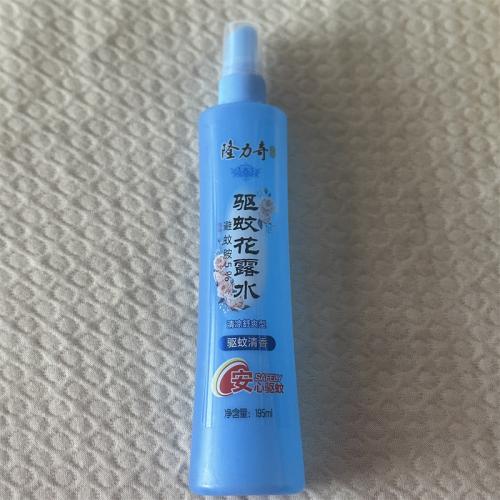 隆力奇
驱蚊花露水
避蚊胺5%
清凉舒爽型
驱蚊清香
安
SAFELY
心驱蚊
净含量：195ml